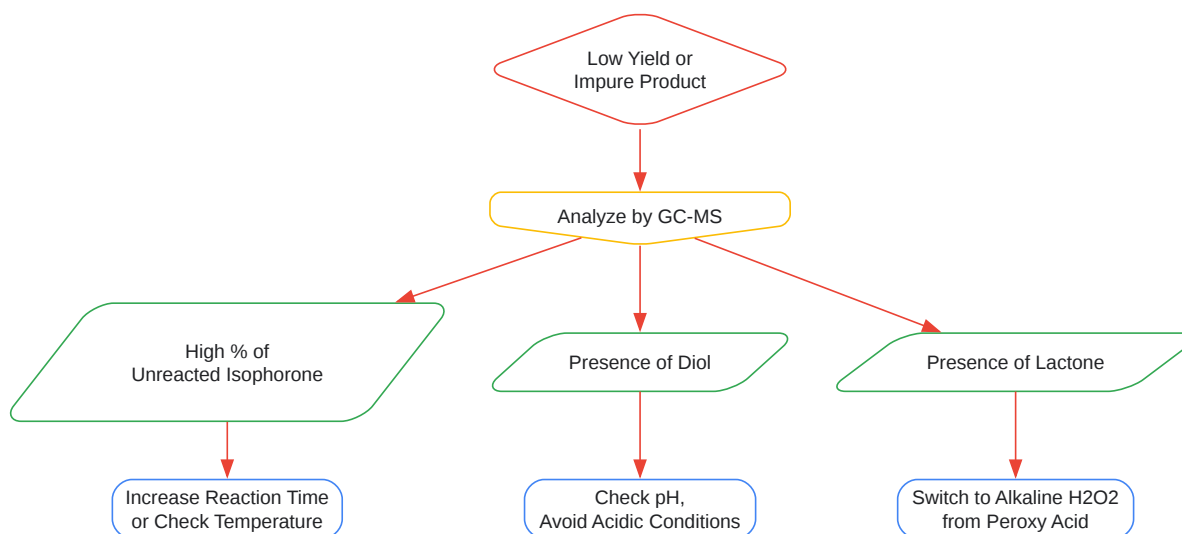 Low Yield or
Impure Product
Analyze by GC-MS
High % of
Unreacted Isophorone
Presence of Diol
Presence of Lactone
Increase Reaction Time
or Check Temperature
Check pH,
Avoid Acidic Conditions
Switch to Alkaline H2O2
from Peroxy Acid